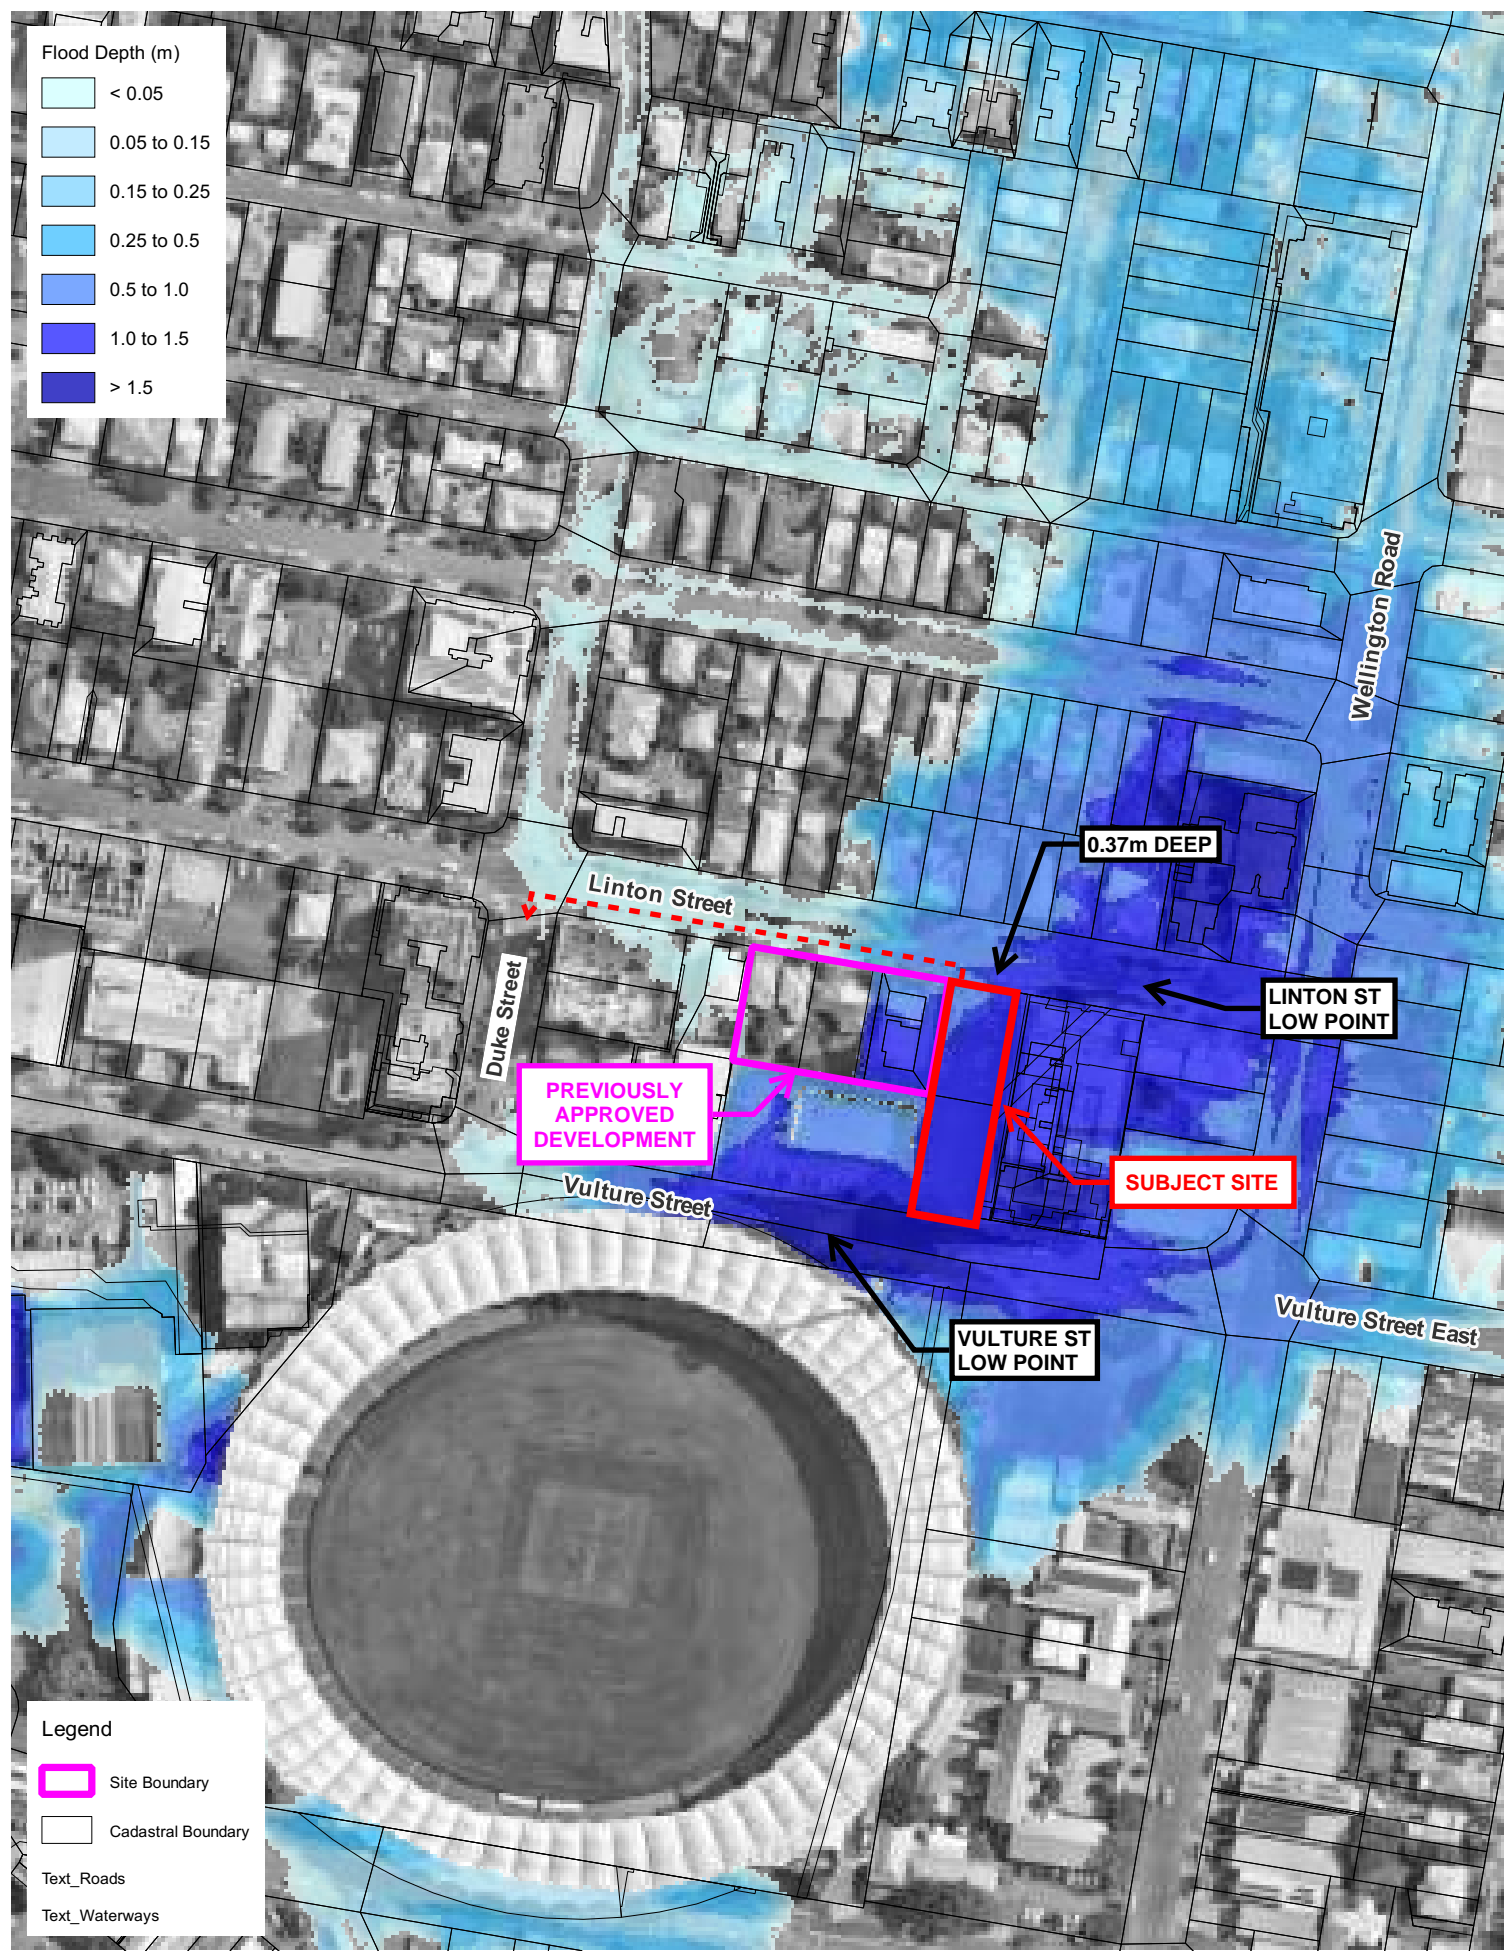 Flood Depth (m)
< 0.05
0.05 to 0.15
0.15 to 0.25
0.25 to 0.5
0.5 to 1.0
1.0 to 1.5
> 1.5
Wellington Road
0.37m DEEP
Linton Street
LINTON ST
LOW POINT
Duke Street
PREVIOUSLY
APPROVED
DEVELOPMENT
SUBJECT SITE
Vulture Street
Vulture Street East
VULTURE ST
LOW POINT
Legend
Site Boundary
Cadastral Boundary
Text_Roads
Text_Waterways